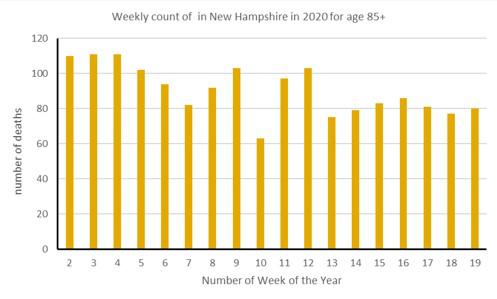 Weekly count of  in New Hampshire in 2020 for age 85+
120
100
80
60
40
20
0
number of deaths
2 3 4 5 6 7 8 9 10 11 12 13 14 15 16 17 18 19
Number of Week of the Year